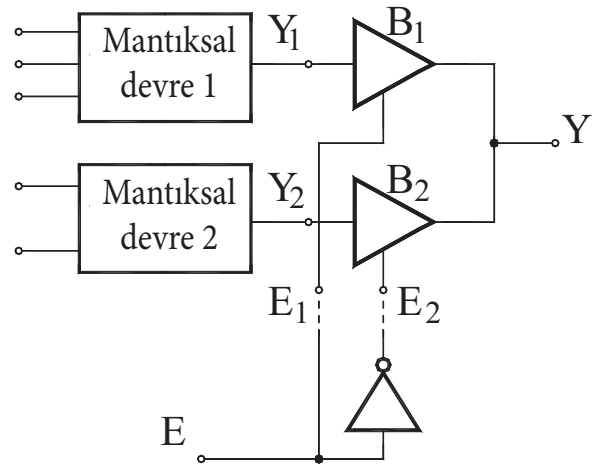 Mantıksal
devre 1
Y1
B1
Y
Mantıksal
devre 2
Y2
B2
E1
E2
E